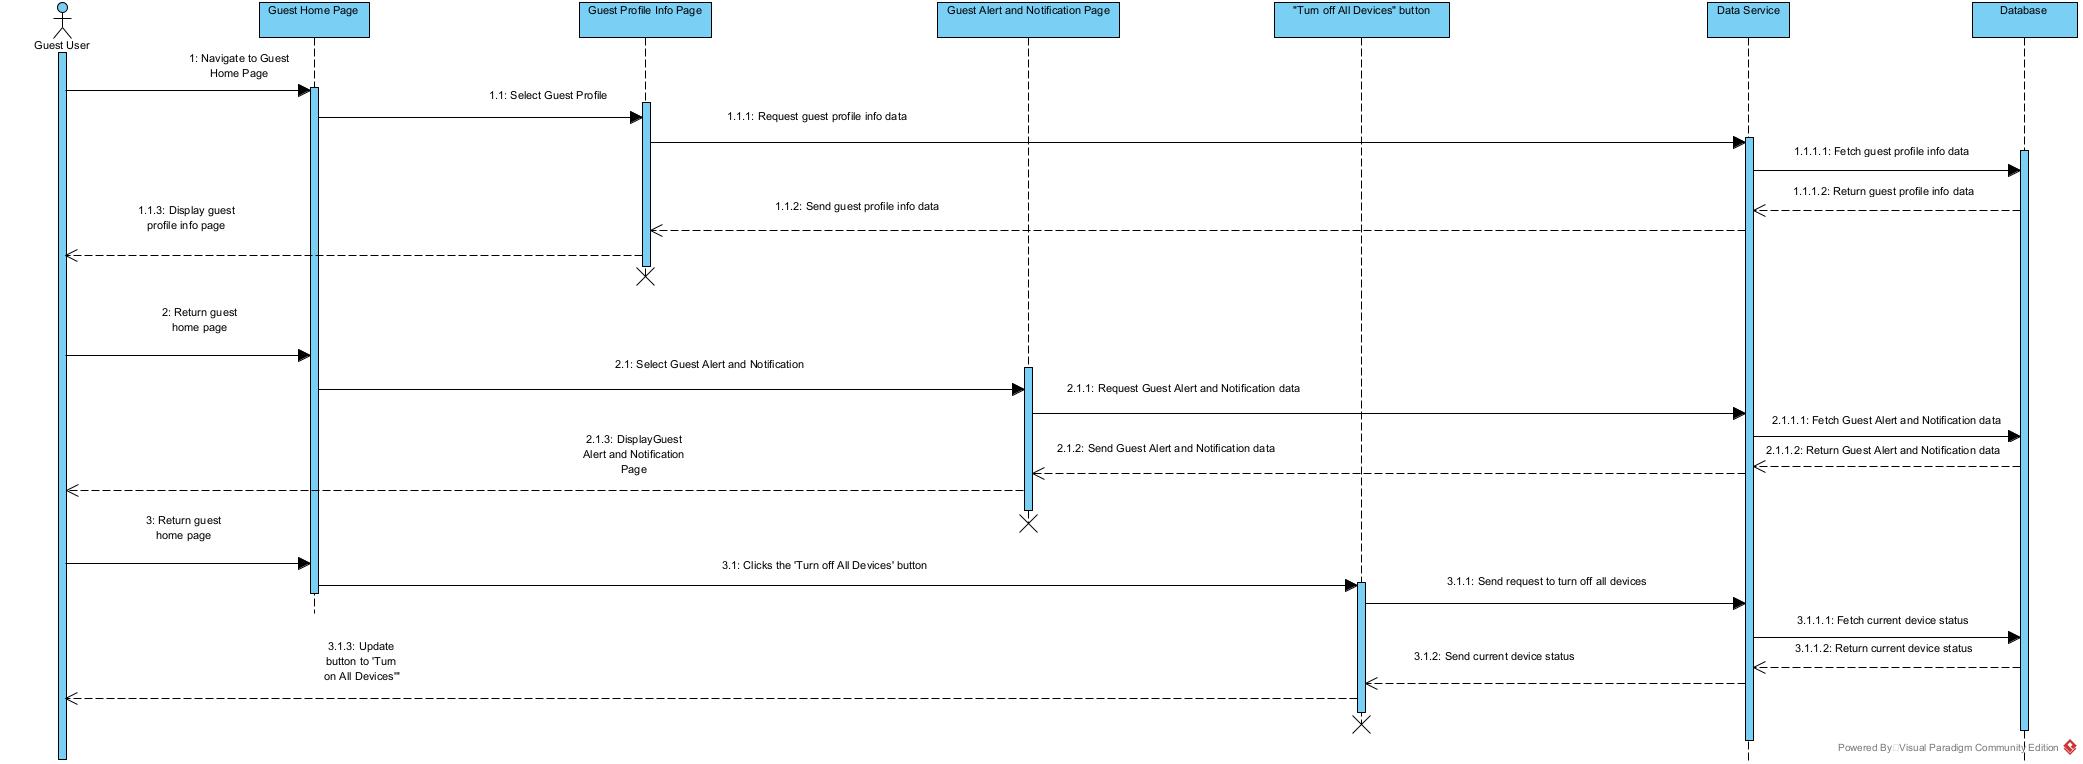 Guest Home Page
Guest Profile Info Page
Guest Alert and Notification Page
"Turn off All Devices" button
Data Service
Database
Guest User
1: Navigate to Guest
Home Page
1.1: Select Guest Profile
1.1.1: Request guest profile info data
1.1.1.1: Fetch guest profile info data
1.1.1.2: Return guest profile info data
1.1.2: Send guest profile info data
1.1.3: Display guest
profile info page
2: Return guest
home page
2.1: Select Guest Alert and Notification
2.1.1: Request Guest Alert and Notification data
2.1.1.1: Fetch Guest Alert and Notification data
2.1.1.2: Return Guest Alert and Notification data
2.1.2: Send Guest Alert and Notification data
2.1.3: DisplayGuest
Alert and Notification
Page
3: Return guest
home page
3.1: Clicks the 'Turn off All Devices' button
3.1.1: Send request to turn off all devices
3.1.1.1: Fetch current device status
3.1.1.2: Return current device status
3.1.2: Send current device status
3.1.3: Update
button to 'Turn
on All Devices'"
Powered By Visual Paradigm Community Edition